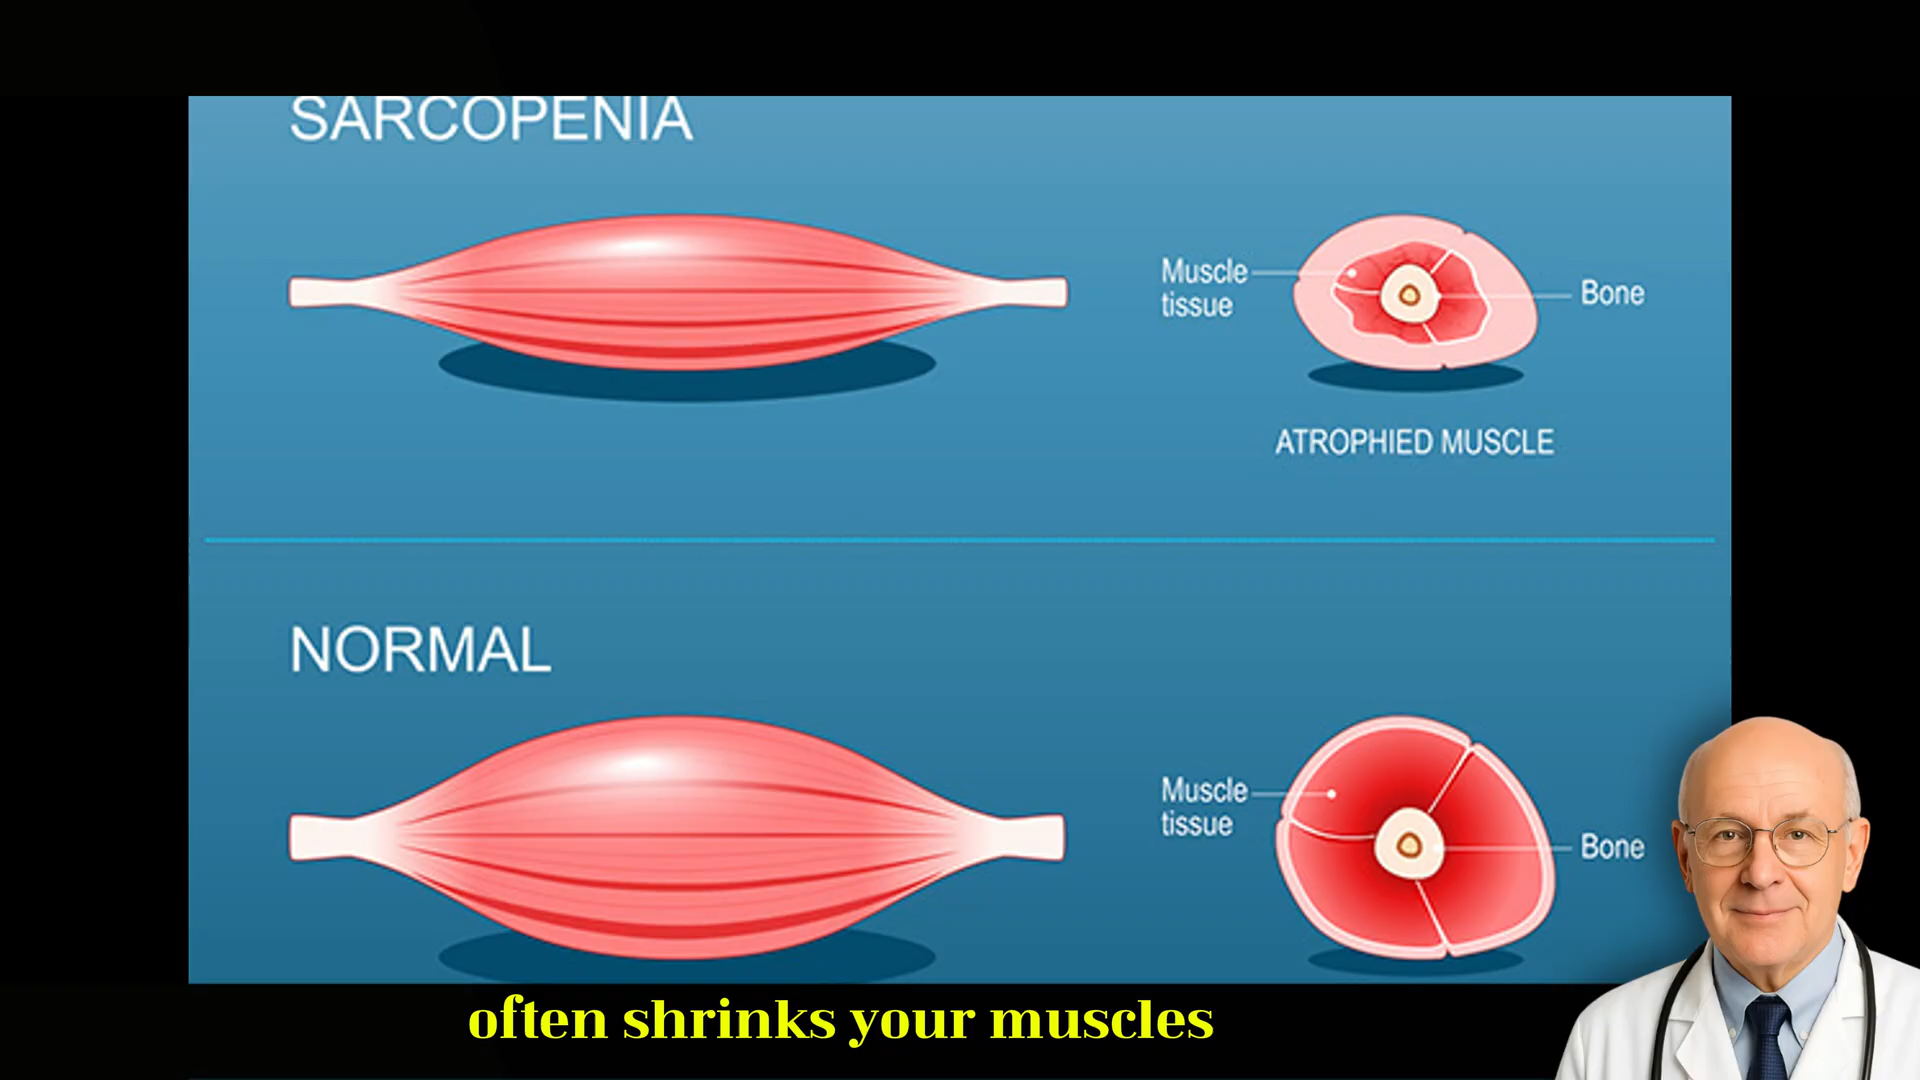 SARCOPENIA
Muscle
tissue
Bone
ATROPHIED MUSCLE
NORMAL
Muscle
tissue
Bone
often shrinks your muscles